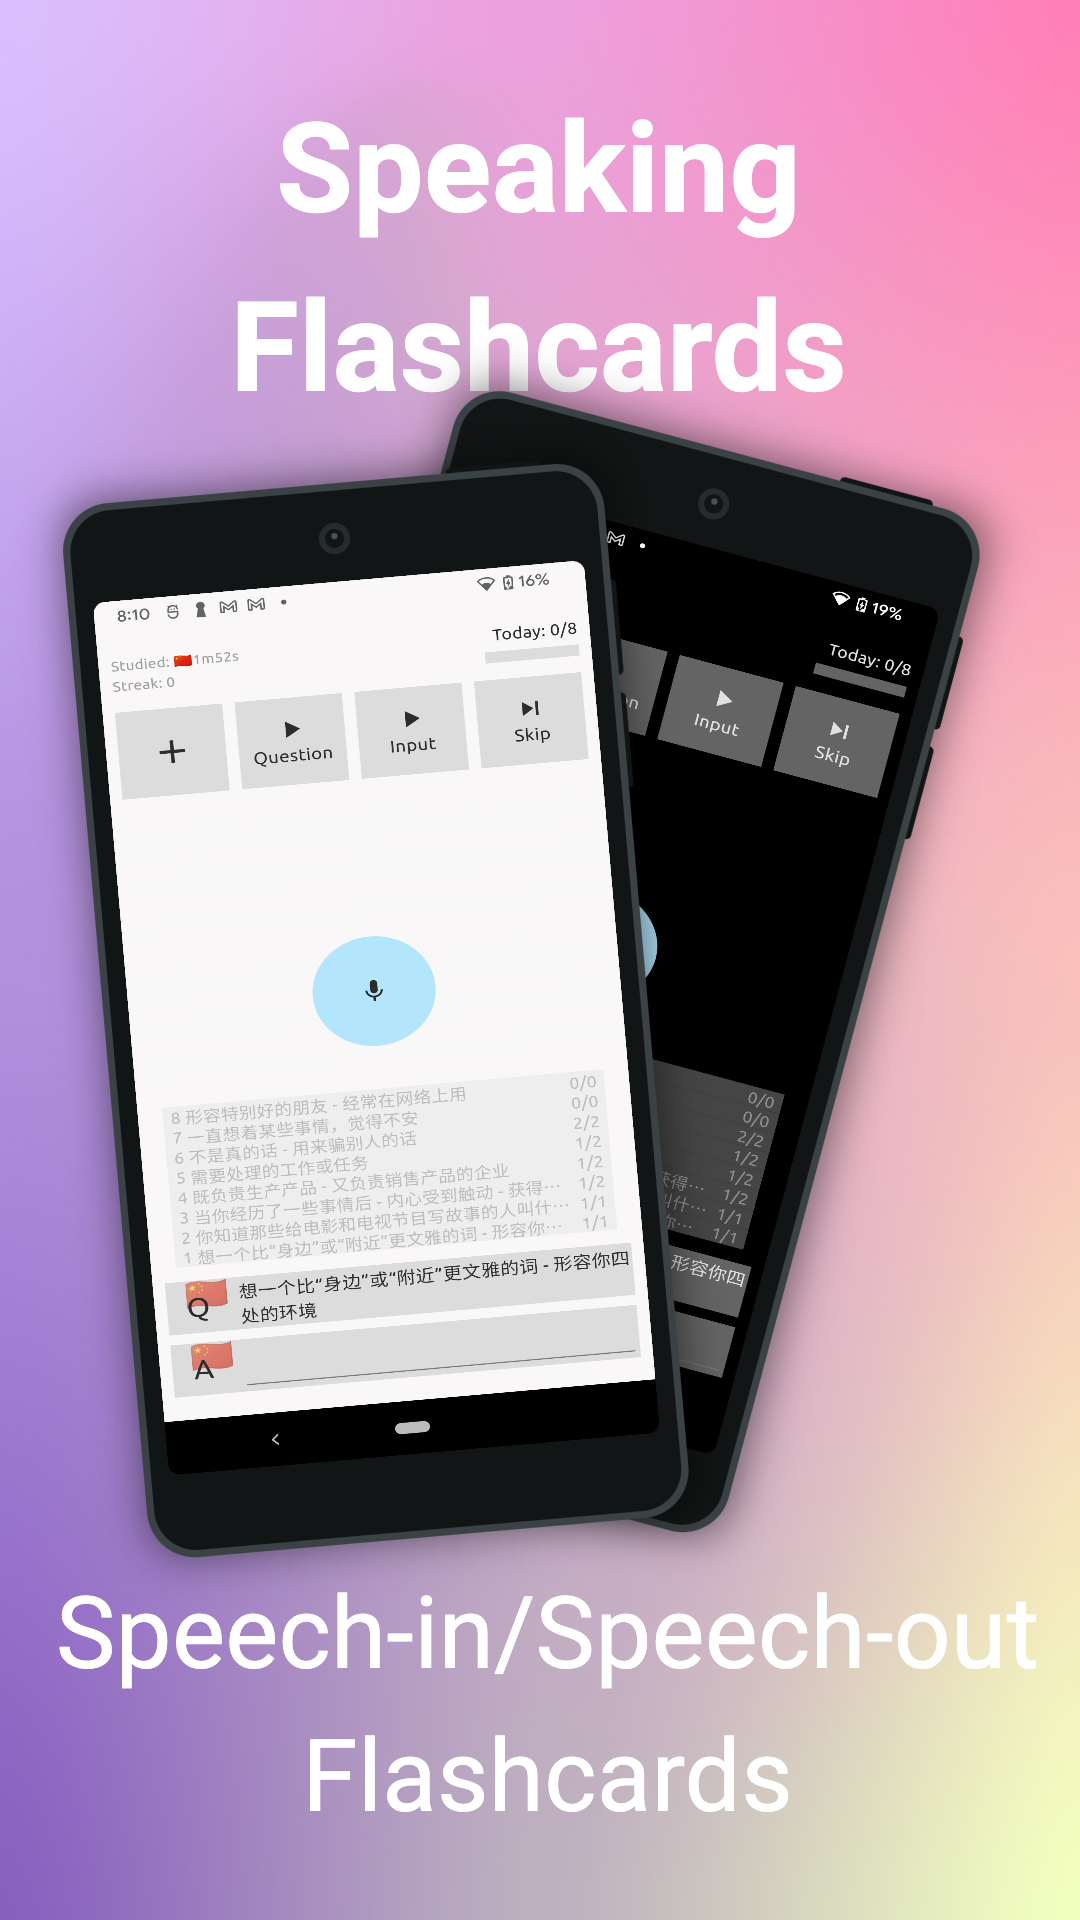 Speaking
Flashcards
8:10
16%
Studied: 🇨🇳1m52s
Streak: 0
Today: 0/8
+
Question
Input
Skip
8 形容特别好的朋友 - 经常在网络上用 0/0
7 一直想着某些事情，觉得不安 0/0
6 不是真的话 - 用来骗别人的话 2/2
5 需要处理的工作或任务 1/2
4 既负责生产产品 - 又负责销售产品的企业 1/2
3 当你经历了一些事情后 - 内心受到触动 - 获得… 1/2
2 你知道那些给电影和电视节目写故事的人叫什… 1/1
1 想一个比“身边”或“附近”更文雅的词 - 形容你… 1/1
Q
想一个比“身边”或“附近”更文雅的词 - 形容你四
处的环境
A
19%
Today: 0/8
Input
Skip
0/0
0/0
2/2
1/2
1/2
获得… 1/2
叫什… 1/1
你… 1/1
形容你四
Speech-in/Speech-out
Flashcards